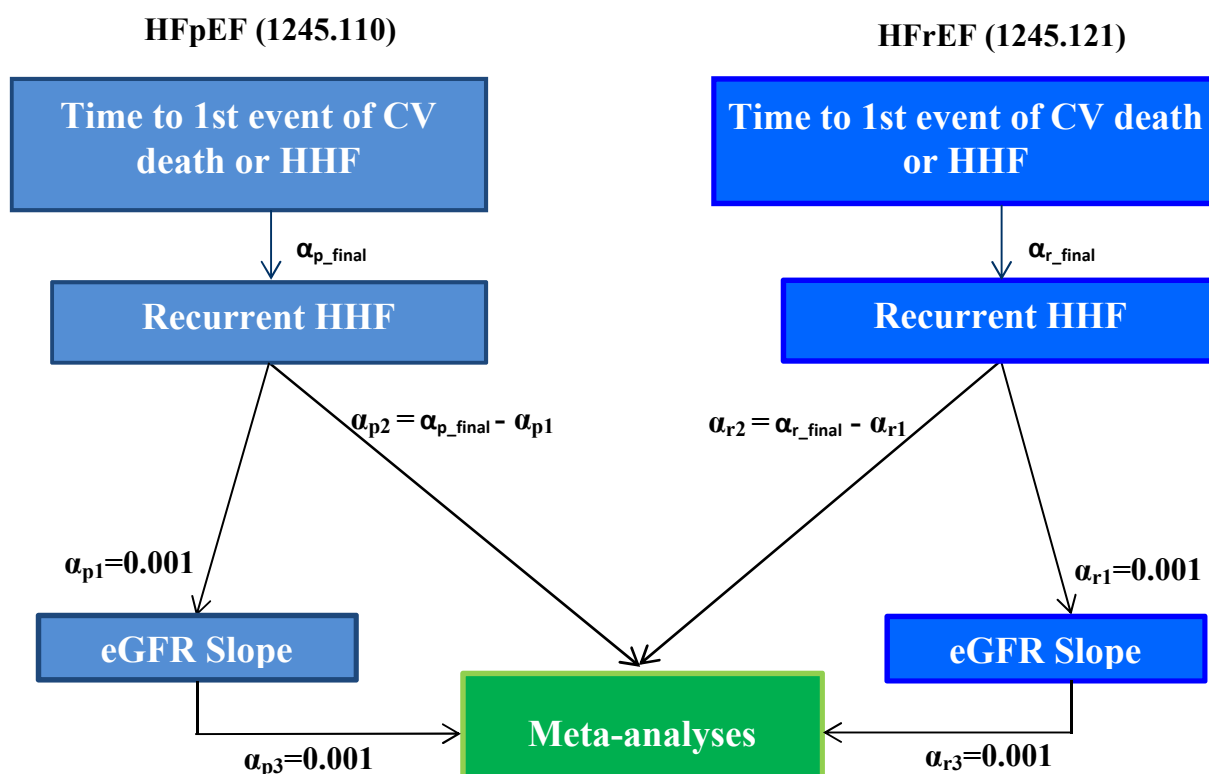 HFpEF (1245.110)
HFrEF (1245.121)
Time to 1st event of CV
death or HHF
Time to 1st event of CV death
or HHF
αp_final
αr_final
Recurrent HHF
Recurrent HHF
αp2 = αp_final - αp1
αr2 = αr_final - αr1
αp1=0.001
αr1=0.001
eGFR Slope
eGFR Slope
Meta-analyses
αp3=0.001
αr3=0.001